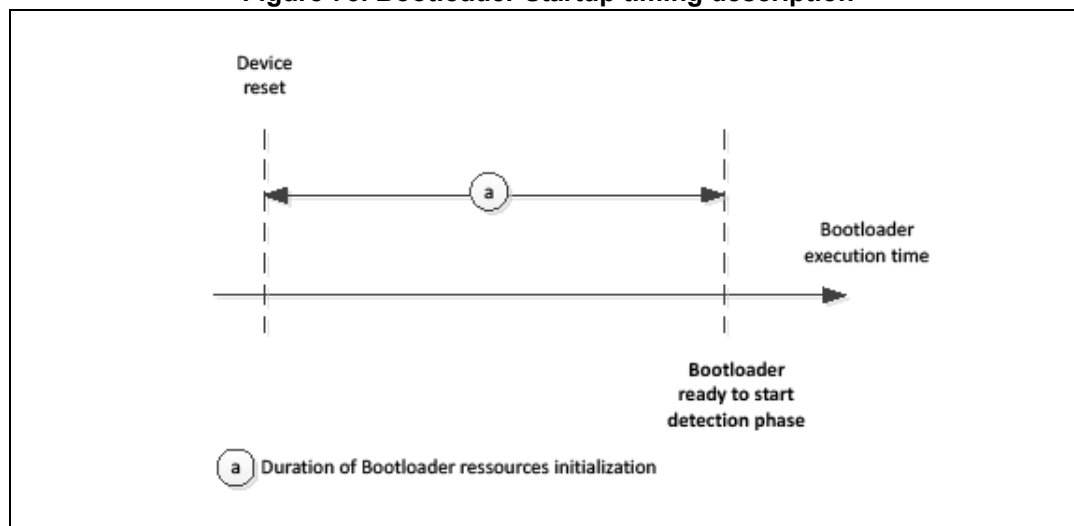 Figure Bootloader Startup timing description
Device
reset
a
Bootloader
execution time
Bootloader
ready to start
detection phase
a Duration of Bootloader ressources initialization